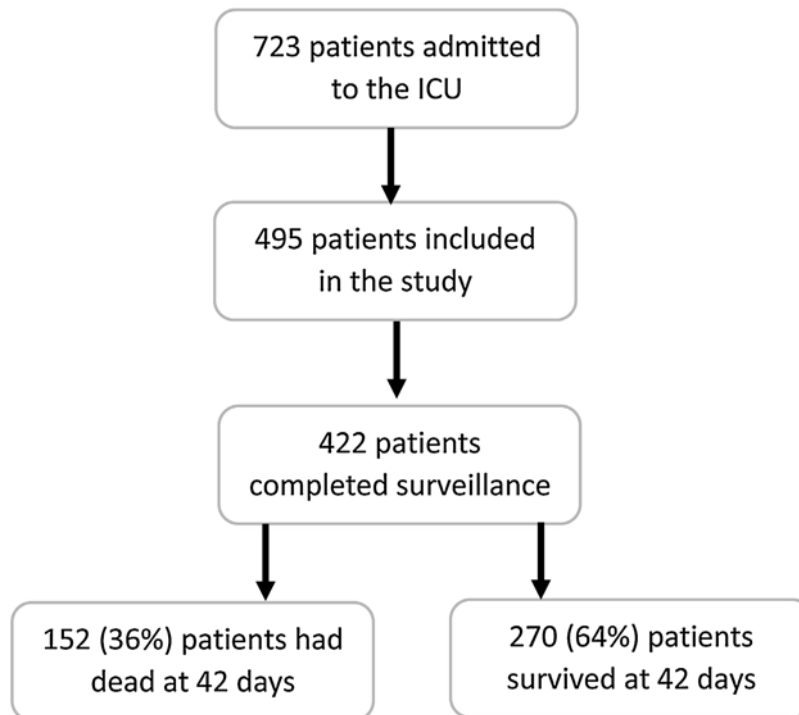 723 patients admitted
to the ICU
495 patients included
in the study
422 patients
completed surveillance
152 (36%) patients had
dead at 42 days
270 (64%) patients
survived at 42 days